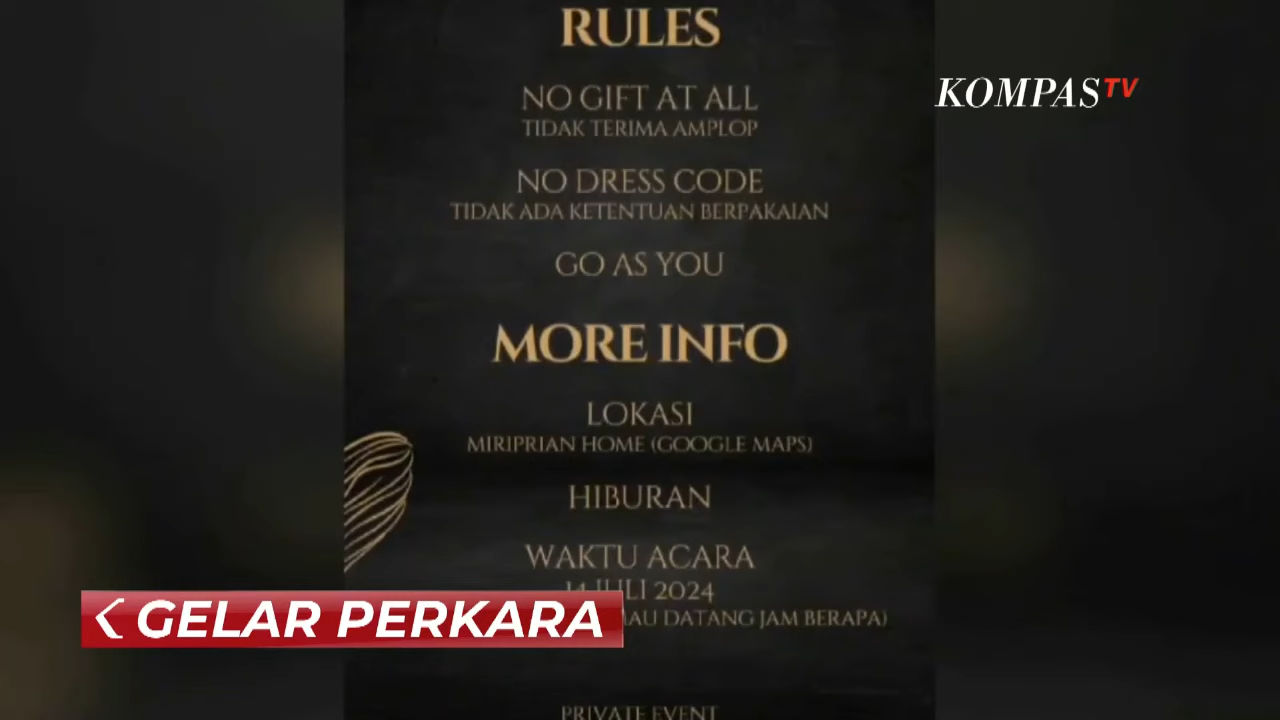 RULES
KOMPASTV
NO GIFT AT ALL
TIDAK TERIMA AMPLOP
NO DRESS CODE
TIDAK ADA KETENTUAN BERPAKAIAN
GO AS YOU
MORE INFO
LOKASI
MIRIPRIAN HOME (GOOGLE MAPS)
HIBURAN
WAKTU ACARA
14 JULI 2024
DATANG JAM BERAPA)
GELAR PERKARA
PRIVATE EVENT